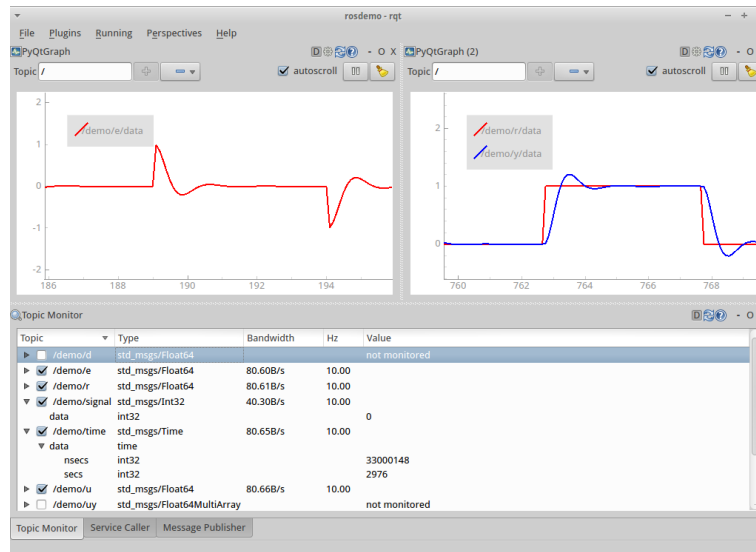 rosdemo - rqt
File Plugins Running Perspectives Help
PyQtGraph D - O X
Topic / autoscroll
2
1
0
-1
-2
186 188 190 192 194
/demo/e/data
PyQtGraph (2) D - O
Topic / autoscroll
2
1
0
760 762 764 766 768
/demo/r/data
/demo/y/data
Topic Monitor D - O
Topic Type Bandwidth Hz Value
/demo/d std_msgs/Float64 not monitored
/demo/e std_msgs/Float64 80.60B/s 10.00
/demo/r std_msgs/Float64 80.61B/s 10.00
/demo/signal std_msgs/Int32 40.30B/s 10.00
data int32 0
/demo/time std_msgs/Time 80.65B/s 10.00
data time
nsecs int32 33000148
secs int32 2976
/demo/u std_msgs/Float64 80.66B/s 10.00
/demo/uy std_msgs/Float64MultiArray not monitored
Topic Monitor Service Caller Message Publisher